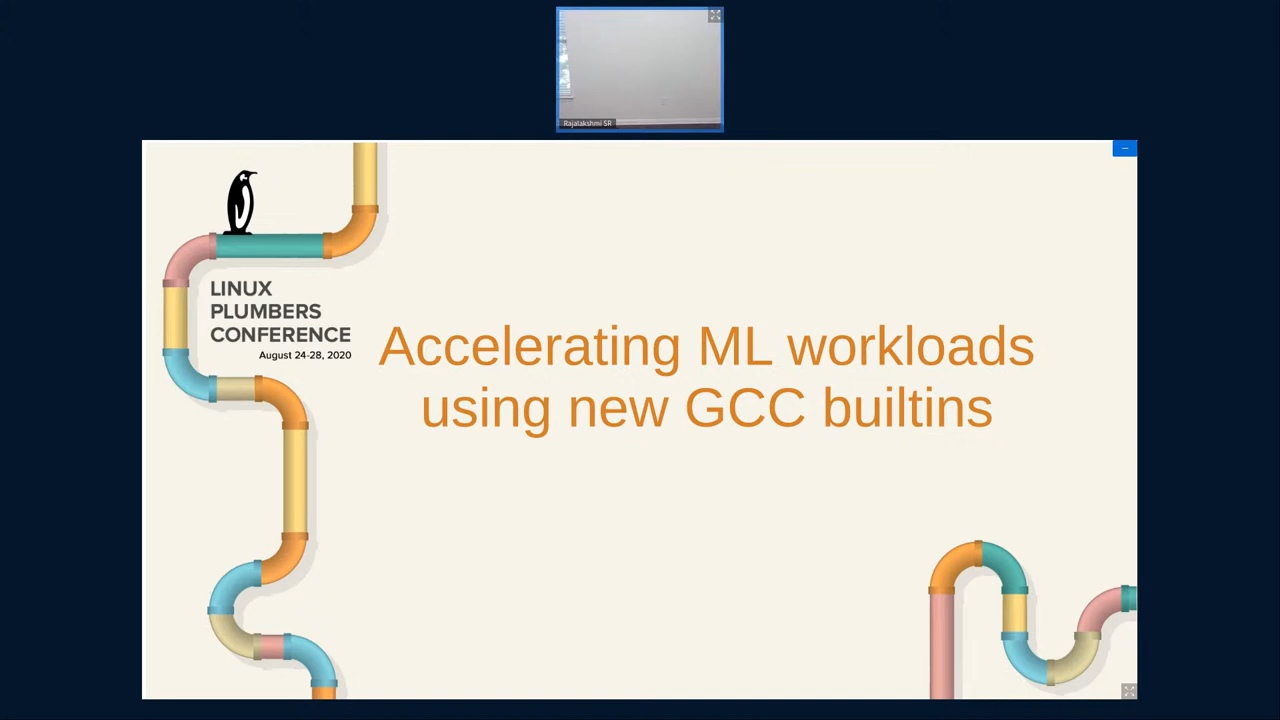 Rajalakshmi SR
LINUX
PLUMBERS
CONFERENCE
August 24-28, 2020
Accelerating ML workloads
using new GCC builtins